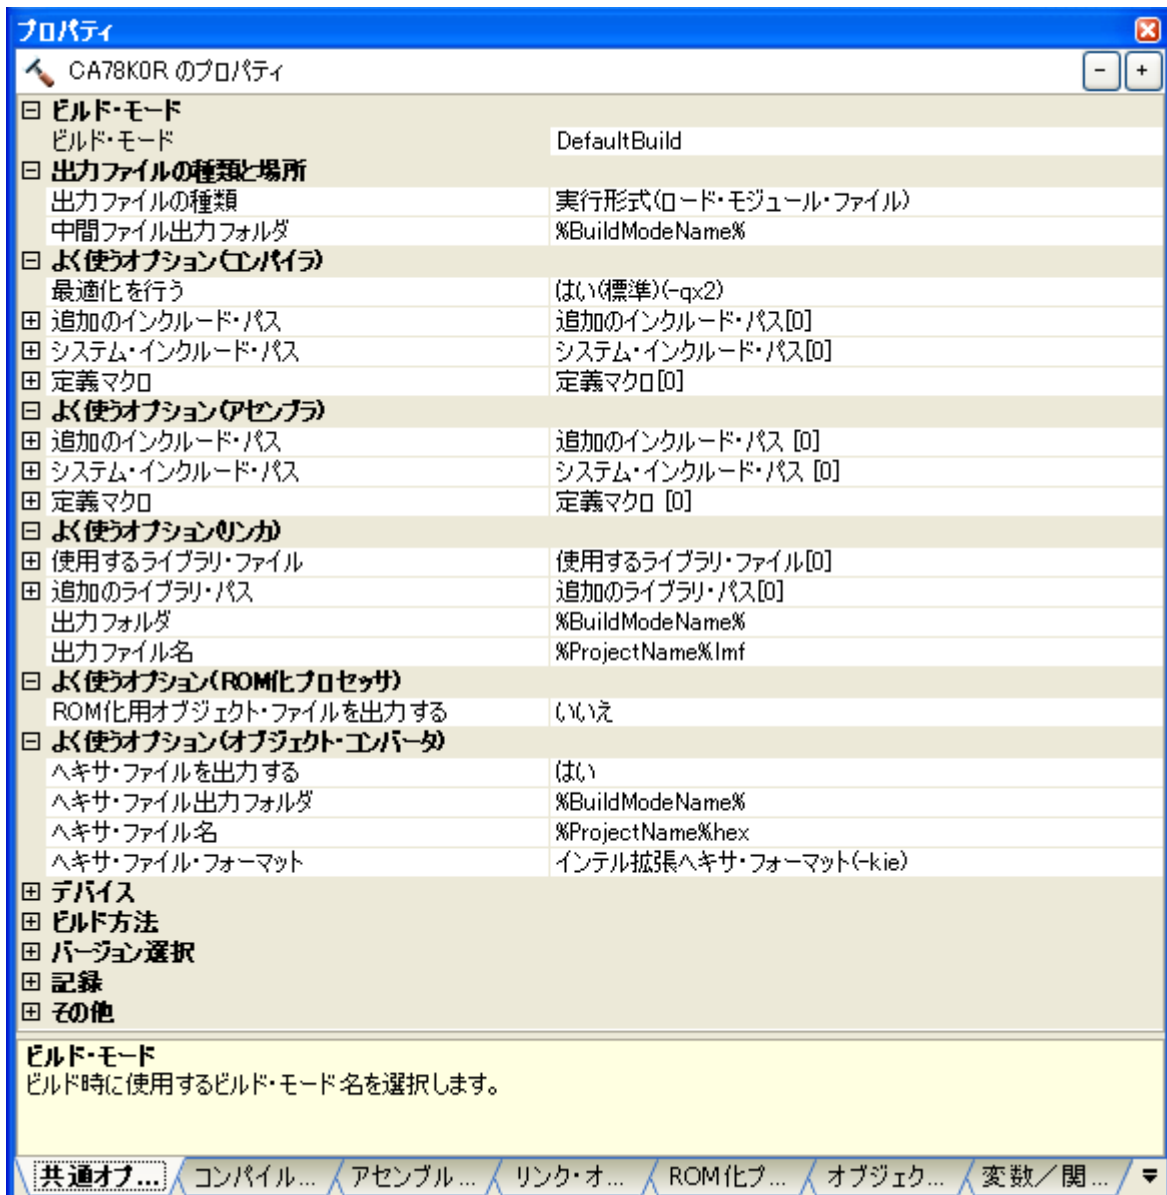 プロパティ
CA78K0R のプロパティ
ビルド・モード
ビルド・モード DefaultBuild
出力ファイルの種類と場所
出力ファイルの種類 実行形式(ロード・モジュール・ファイル)
中間ファイル出力フォルダ %BuildModeName%
よく使うオプション(コンパイラ)
最適化を行う はい(標準)(-qx2)
追加のインクルード・パス 追加のインクルード・パス[0]
システム・インクルード・パス システム・インクルード・パス[0]
定義マクロ 定義マクロ[0]
よく使うオプション(アセンブラ)
追加のインクルード・パス 追加のインクルード・パス [0]
システム・インクルード・パス システム・インクルード・パス [0]
定義マクロ 定義マクロ [0]
よく使うオプション(リンカ)
使用するライブラリ・ファイル 使用するライブラリ・ファイル[0]
追加のライブラリ・パス 追加のライブラリ・パス[0]
出力フォルダ %BuildModeName%
出力ファイル名 %ProjectName%.lmf
よく使うオプション(ROM化プロセッサ)
ROM化用オブジェクト・ファイルを出力する いいえ
よく使うオプション(オブジェクト・コンバータ)
ヘキサ・ファイルを出力する はい
ヘキサ・ファイル出力フォルダ %BuildModeName%
ヘキサ・ファイル名 %ProjectName%.hex
ヘキサ・ファイル・フォーマット インテル拡張ヘキサ・フォーマット(-kie)
デバイス
ビルド方法
バージョン選択
記録
その他
ビルド・モード
ビルド時に使用するビルド・モード名を選択します。
共通オプ... コンパイル... アセンブル... リンク・オ... ROM化プ... オブジェク... 変数／関...